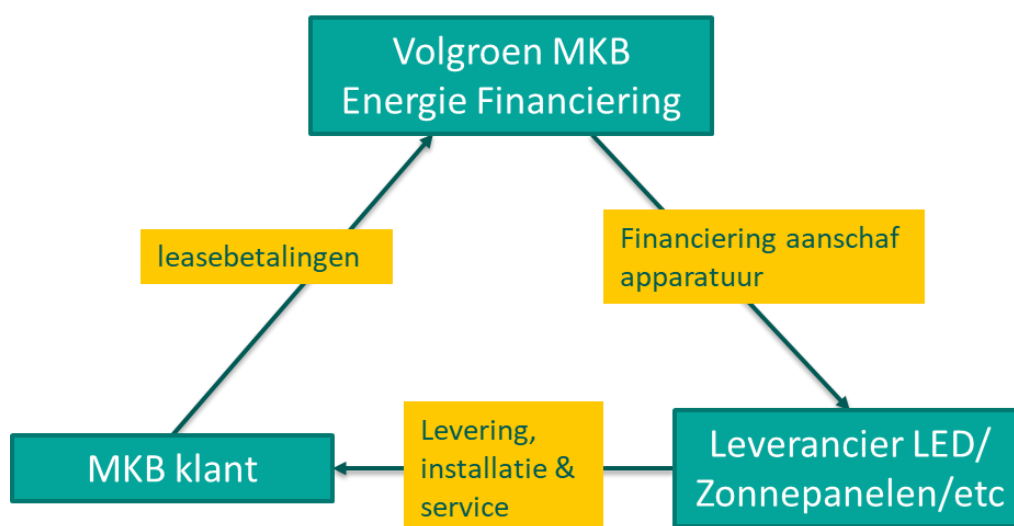 Volgroen MKB
Energie Financiering
leasebetalingen
Financiering aanschaf
apparatuur
MKB klant
Levering,
installatie &
service
Leverancier LED/
Zonnepanelen/etc